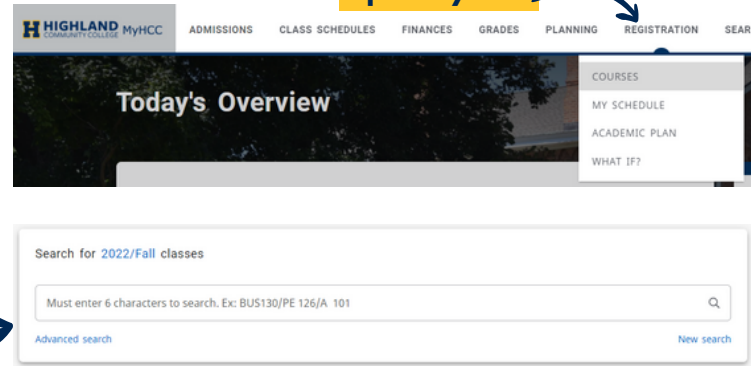 HIGHLAND
COMMUNITY COLLEGE
MyHCC
ADMISSIONS CLASS SCHEDULES FINANCES GRADES PLANNING REGISTRATION SEAR
Today's Overview
COURSES
MY SCHEDULE
ACADEMIC PLAN
WHAT IF?
Search for 2022/Fall classes
Must enter 6 characters to search. Ex: BUS130/PE 126/A 101
Advanced search New search